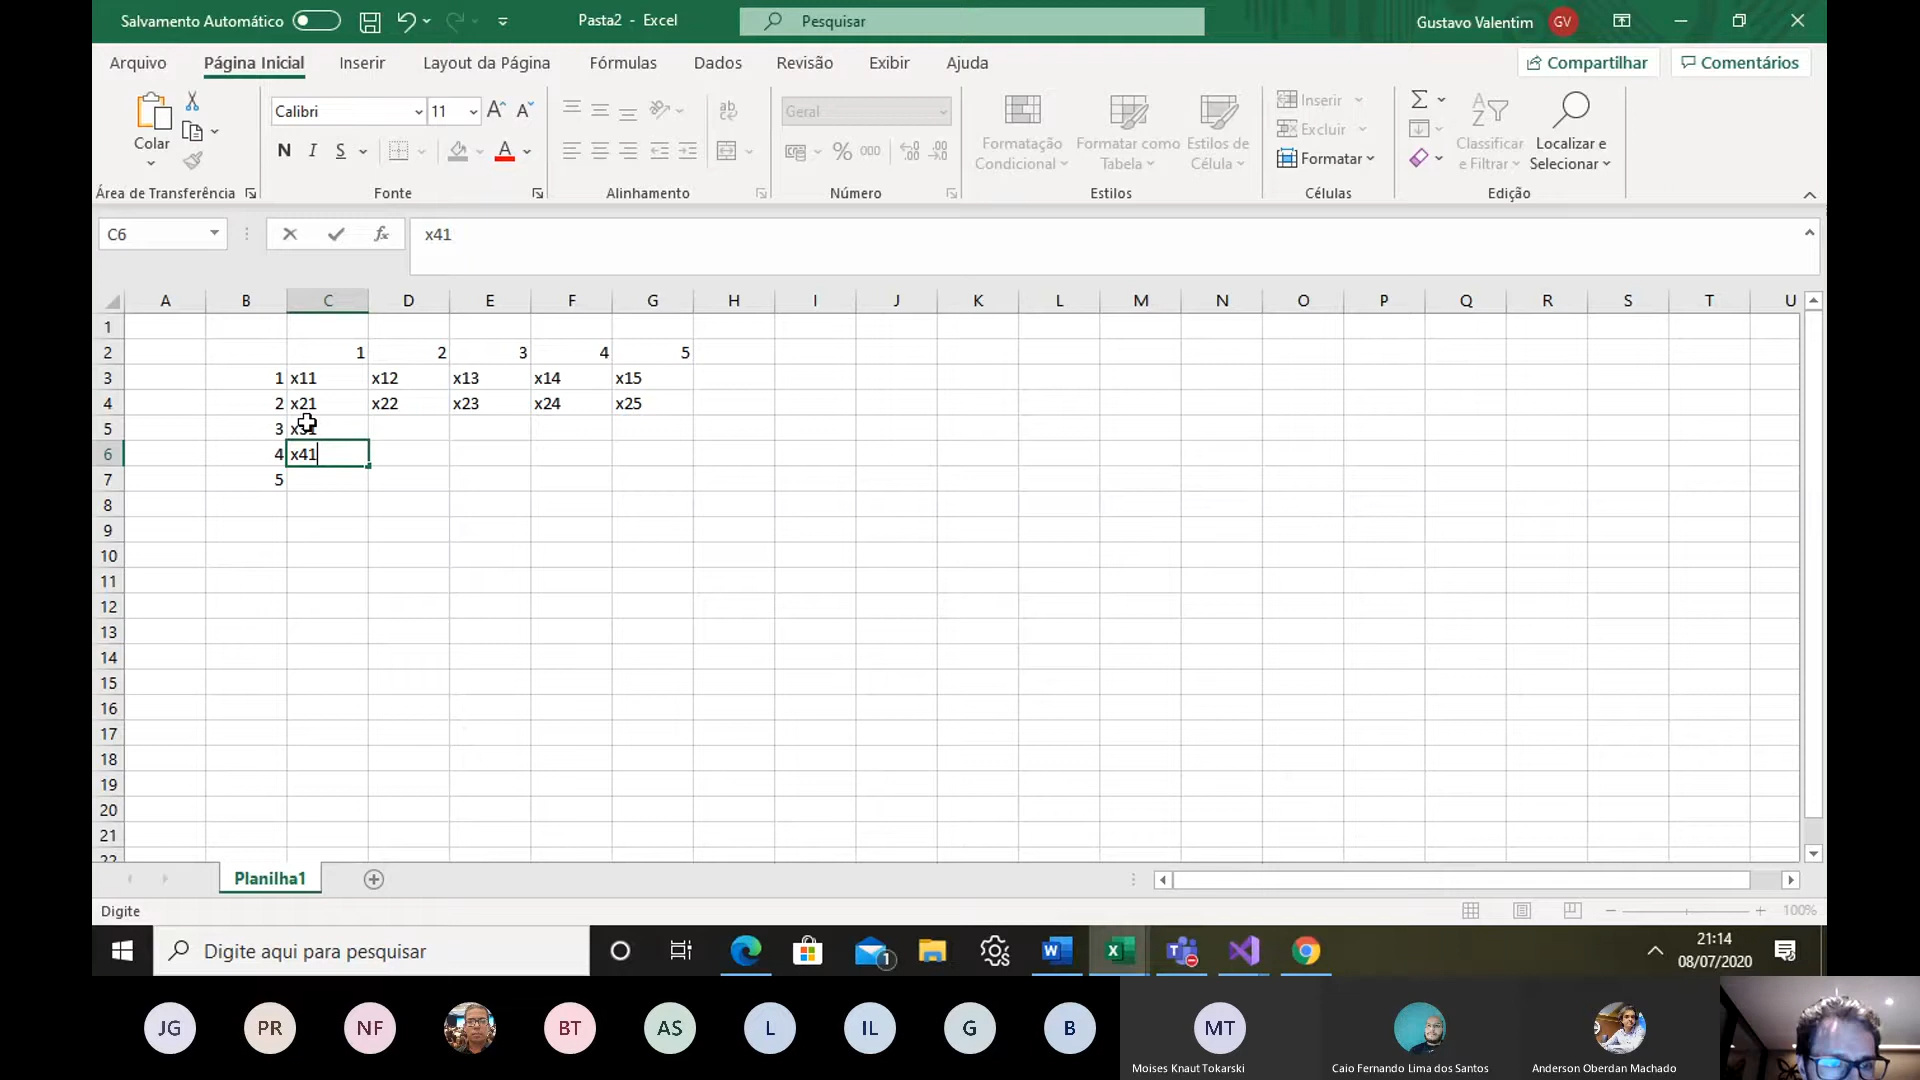 Salvamento Automático
Pasta2 - Excel
Pesquisar
Gustavo Valentim
GV
Arquivo
Página Inicial
Inserir
Layout da Página
Fórmulas
Dados
Revisão
Exibir
Ajuda
Compartilhar
Comentários
Colar
Calibri
11
N
I
S
Geral
% 000
Formatação Condicional
Formatar como Tabela
Estilos de Célula
Inserir
Excluir
Formatar
Classificar e Filtrar
Localizar e Selecionar
Área de Transferência
Fonte
Alinhamento
Número
Estilos
Células
Edição
C6
fx
x41
A B C D E F G H I J K L M N O P Q R S T U
1
2 1 2 3 4 5
3 1 x11 x12 x13 x14 x15
4 2 x21 x22 x23 x24 x25
5 3 x31
6 4 x41
7 5
8
9
10
11
12
13
14
15
16
17
18
19
20
21
22
Planilha1
Digite
100%
Digite aqui para pesquisar
1
21:14
08/07/2020
JG
PR
NF
BT
AS
L
IL
G
B
MT
Moises Knaut Tokarski
Caio Fernando Lima dos Santos
Anderson Oberdan Machado